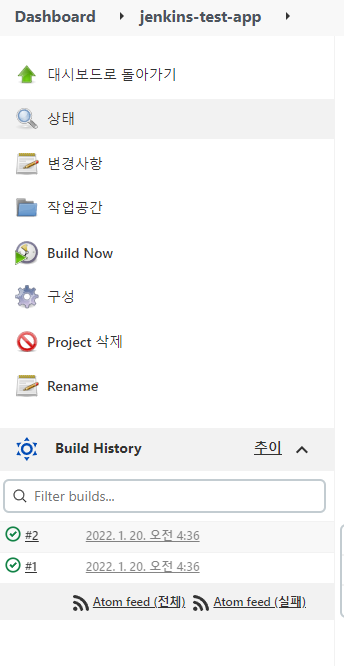 Dashboard jenkins-test-app
대시보드로 돌아가기
상태
변경사항
작업공간
Build Now
구성
Project 삭제
Rename
Build History 추이
Filter builds...
#2 2022. 1. 20. 오전 4:36
#1 2022. 1. 20. 오전 4:36
Atom feed (전체) Atom feed (실패)